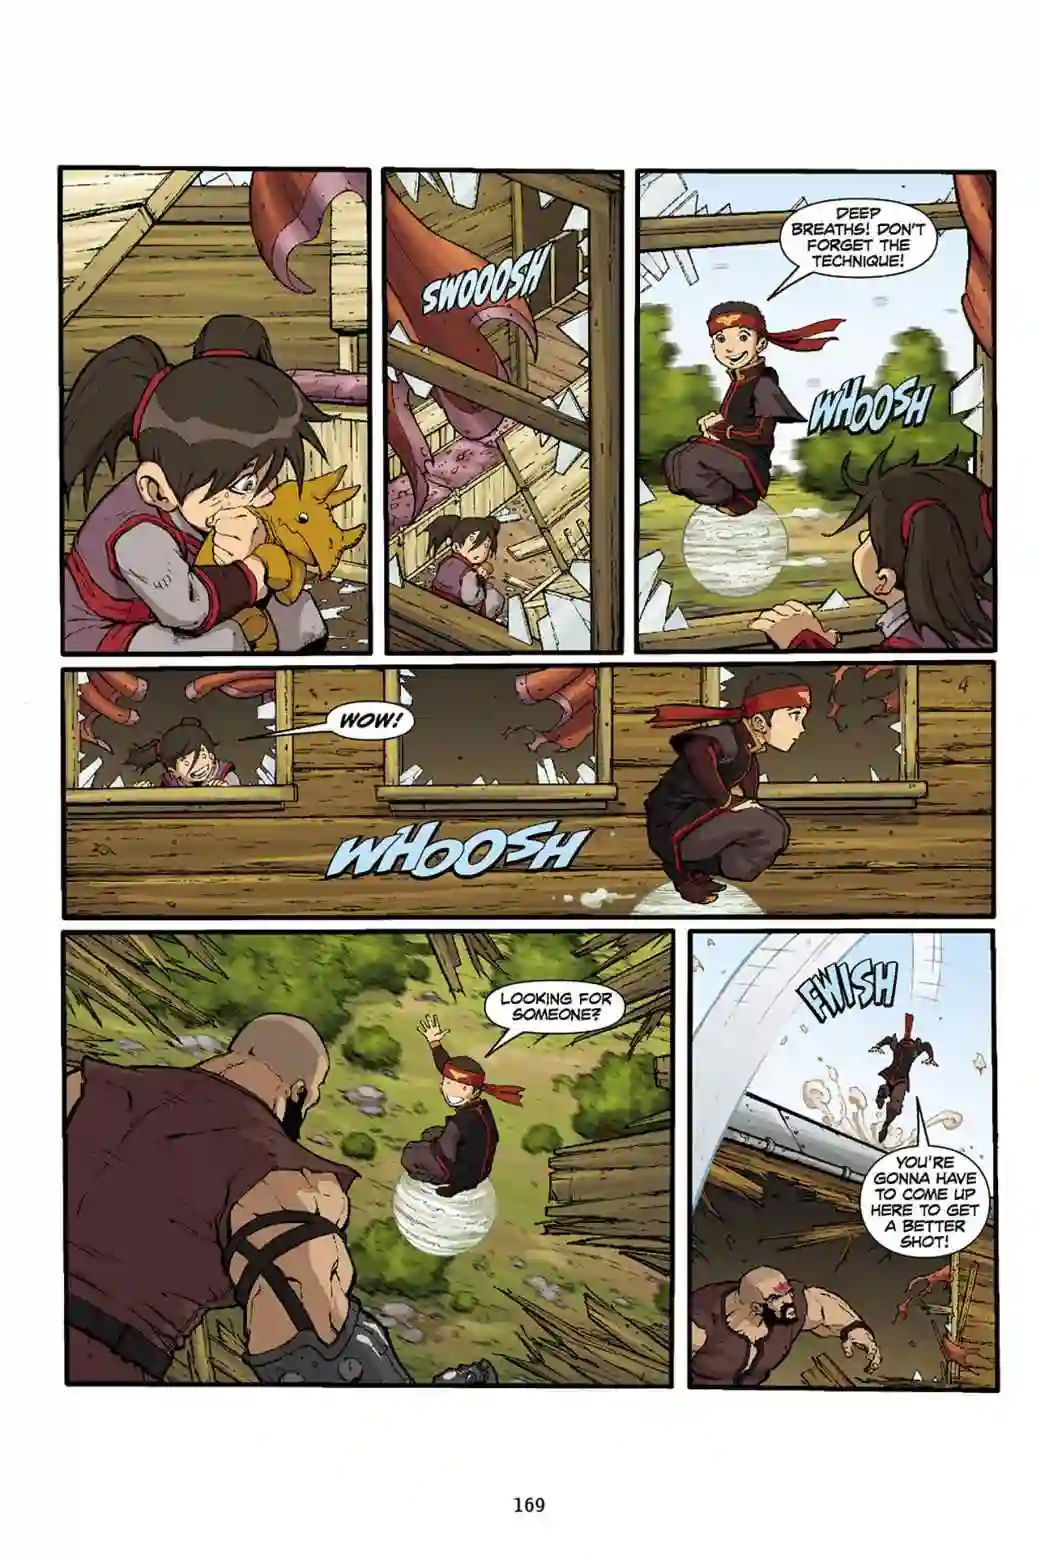 SWOOOSH
DEEP
BREATHS! DON'T
FORGET THE
TECHNIQUE!
WHOOSH
WOW!
WHOOSH
LOOKING FOR
SOMEONE?
FWISH
YOU'RE
GONNA HAVE
TO COME UP
HERE TO GET
A BETTER
SHOT!
169